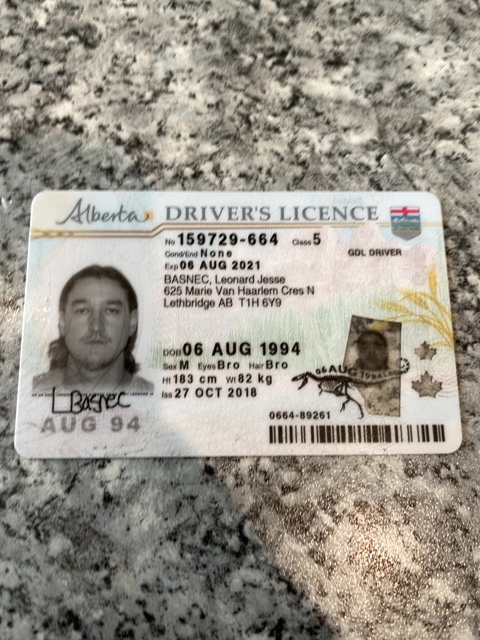 Alberta DRIVER'S LICENCE
No 159729-664 Class 5
Cond/End None GDL DRIVER
Exp 06 AUG 2021
BASNEC, Leonard Jesse
625 Marie Van Haarlem Cres N
Lethbridge AB T1H 6Y9
DOB 06 AUG 1994
Sex M Eyes Bro Hair Bro
Ht 183 cm Wt 82 kg
Iss 27 OCT 2018
06 AUG 1994
L Basnec
AUG 94
0664-89261